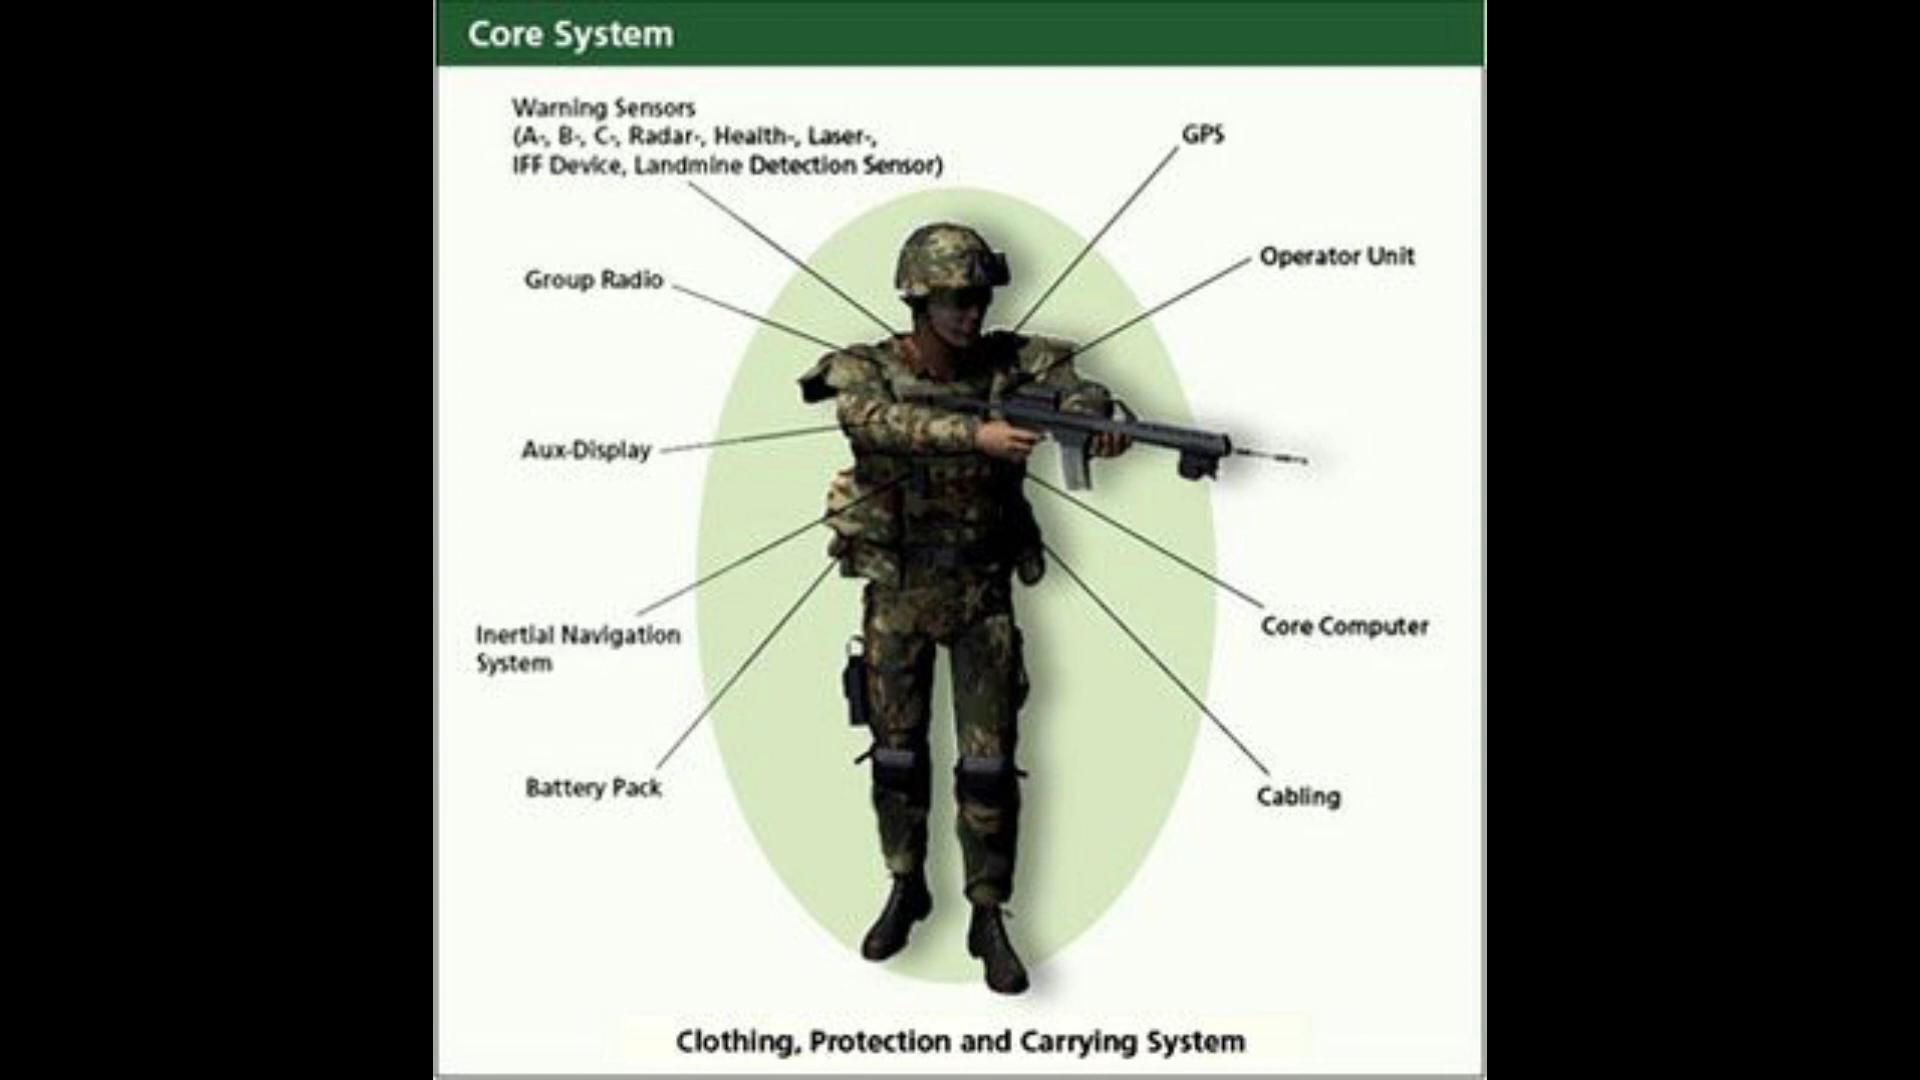 Core System
Warning Sensors
(A-, B-, C-, Radar-, Health-, Laser-,
IFF Device, Landmine Detection Sensor)
GPS
Operator Unit
Group Radio
Aux-Display
Inertial Navigation
System
Core Computer
Battery Pack
Cabling
Clothing, Protection and Carrying System